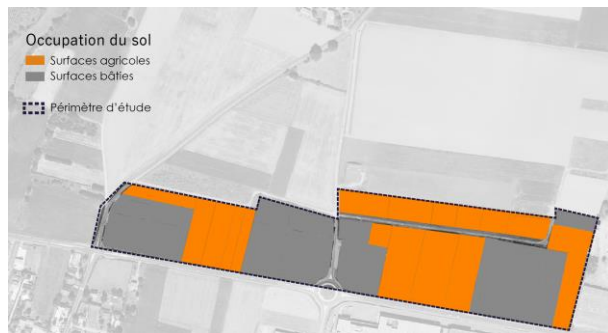 Occupation du sol
Surfaces agricoles
Surfaces bâties
Périmètre d'étude